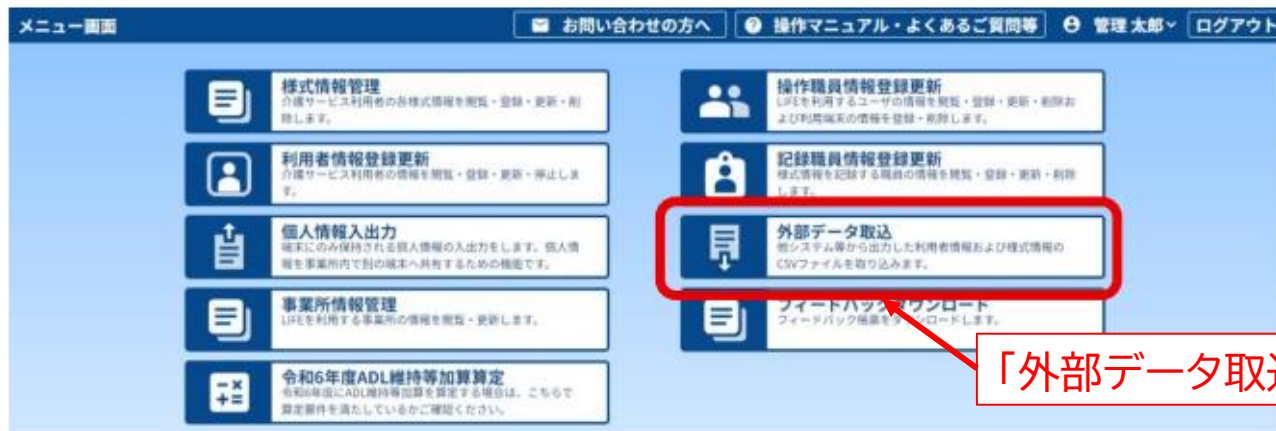 メニュー画面
お問い合わせの方へ
操作マニュアル・よくあるご質問等
管理 太郎
ログアウト
様式情報管理
介護サービス利用者の各様式情報を閲覧・登録・更新・削
除します。
操作職員情報登録更新
LIFEを利用するユーザの情報を閲覧・登録・更新・削除お
よび利用端末の情報を登録・削除します。
利用者情報登録更新
介護サービス利用者の情報を閲覧・登録・更新・停止しま
す。
記録職員情報登録更新
様式情報を記録する職員の情報を閲覧・登録・更新・削除
します。
個人情報入出力
端末にのみ保持される個人情報の入出力をします。個人情
報を事業所内で別の端末へ共有するための機能です。
外部データ取込
他システム等から出力した利用者情報および様式情報の
CSVファイルを取り込みます。
事業所情報管理
LIFEを利用する事業所の情報を閲覧・更新します。
フィードバックダウンロード
フィードバック帳票をダウンロードします。
令和6年度ADL維持等加算算定
令和6年度にADL維持等加算を算定する場合は、こちらで
算定要件を満たしているかご確認ください。
「外部データ取込